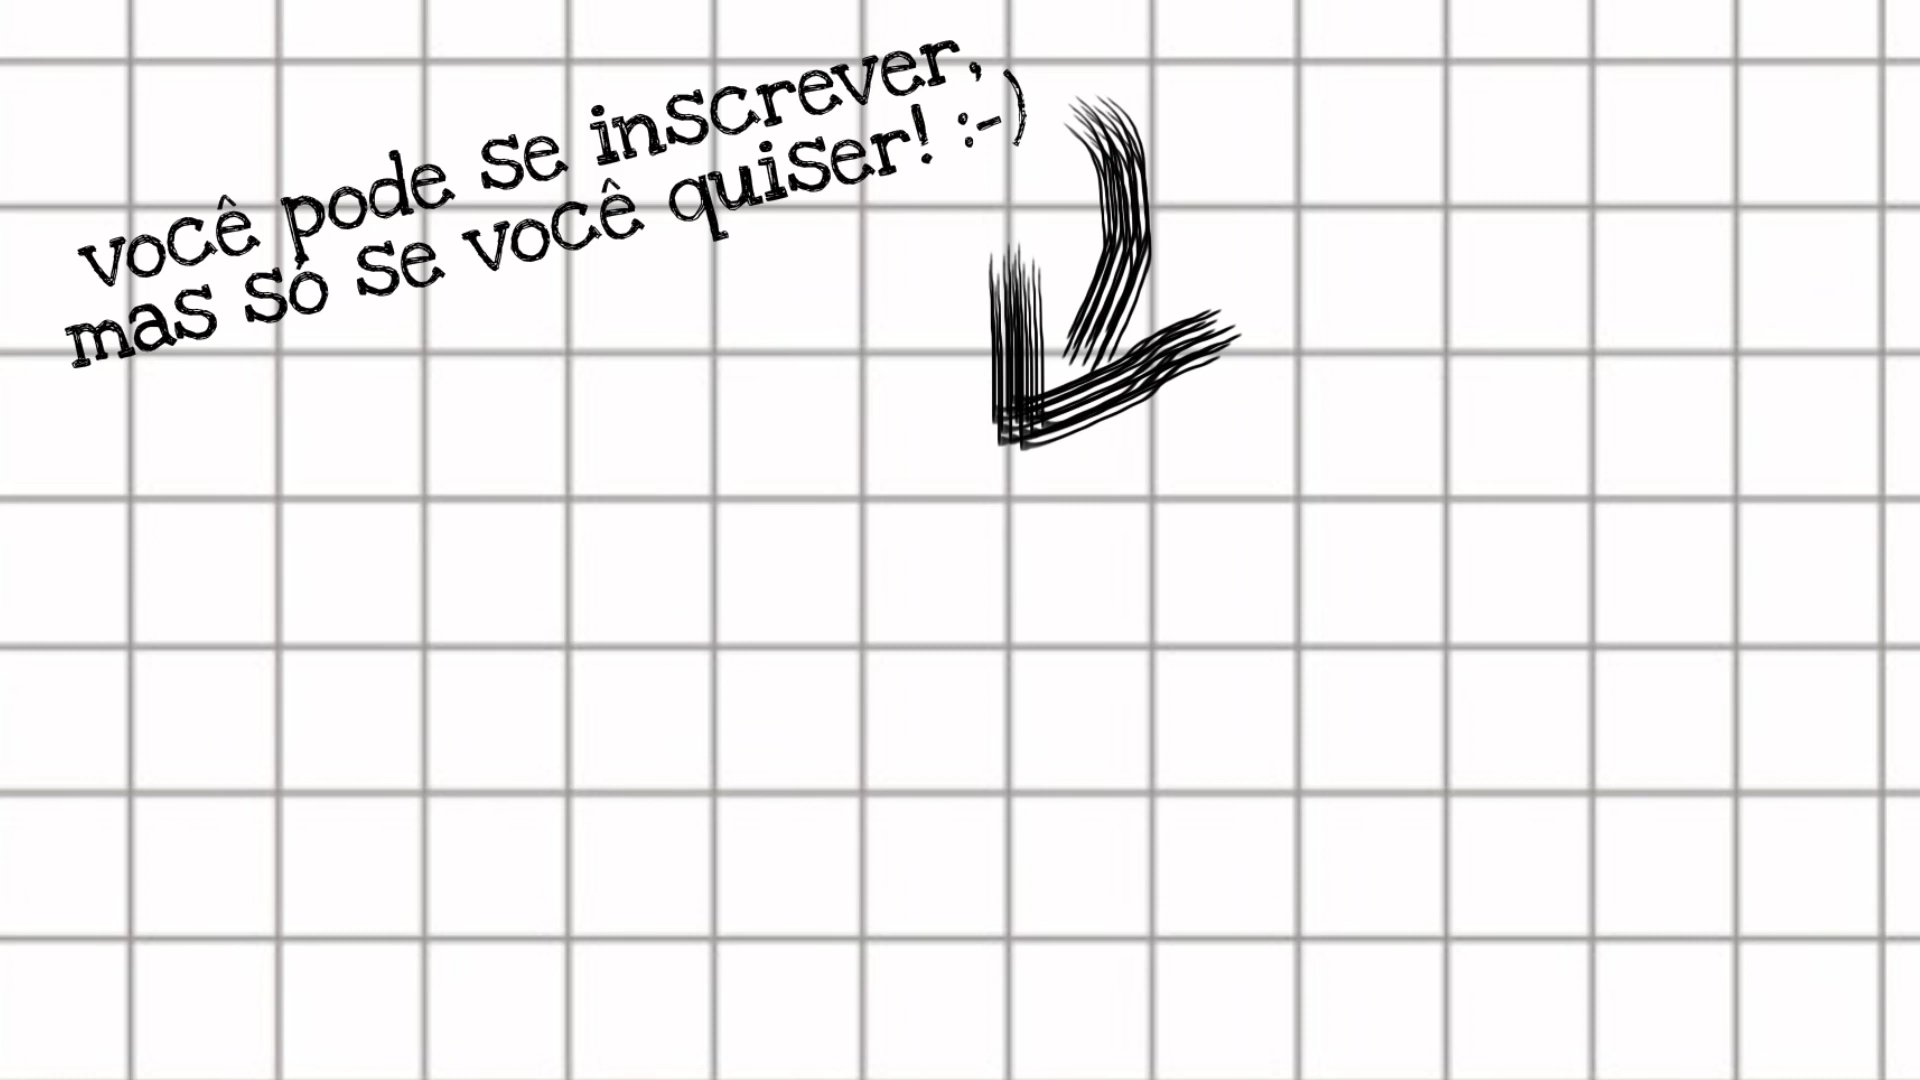 você pode se inscrever,
mas só se você quiser! :-)